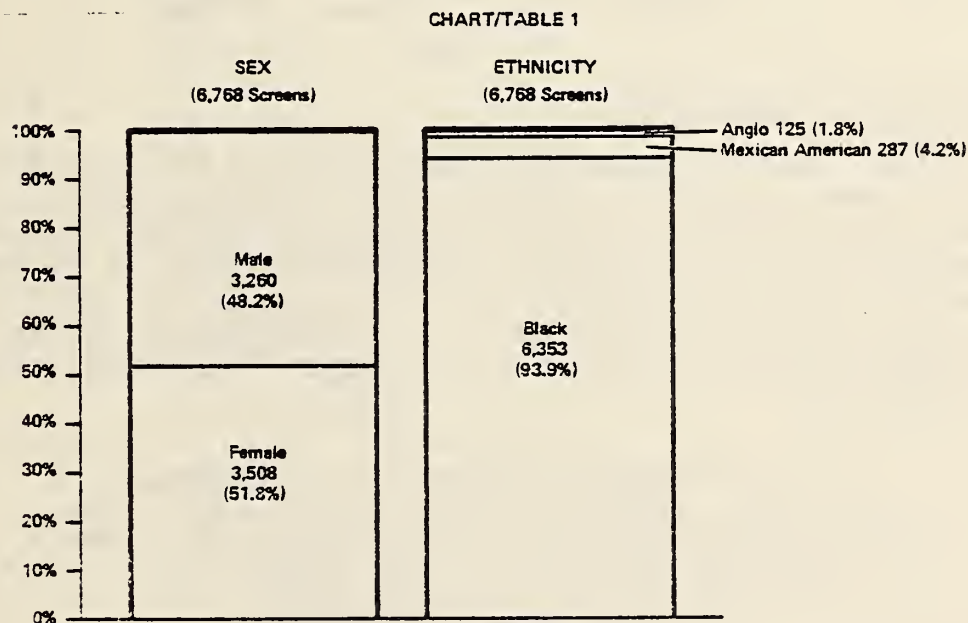 CHART/TABLE 1
SEX
(6,768 Screens)
ETHNICITY
(6,768 Screens)
100%
90%
80%
70%
60%
50%
40%
30%
20%
10%
0%
Male
3,260
(48.2%)
Female
3,508
(51.8%)
Black
6,353
(93.9%)
Anglo 125 (1.8%)
Mexican American 287 (4.2%)